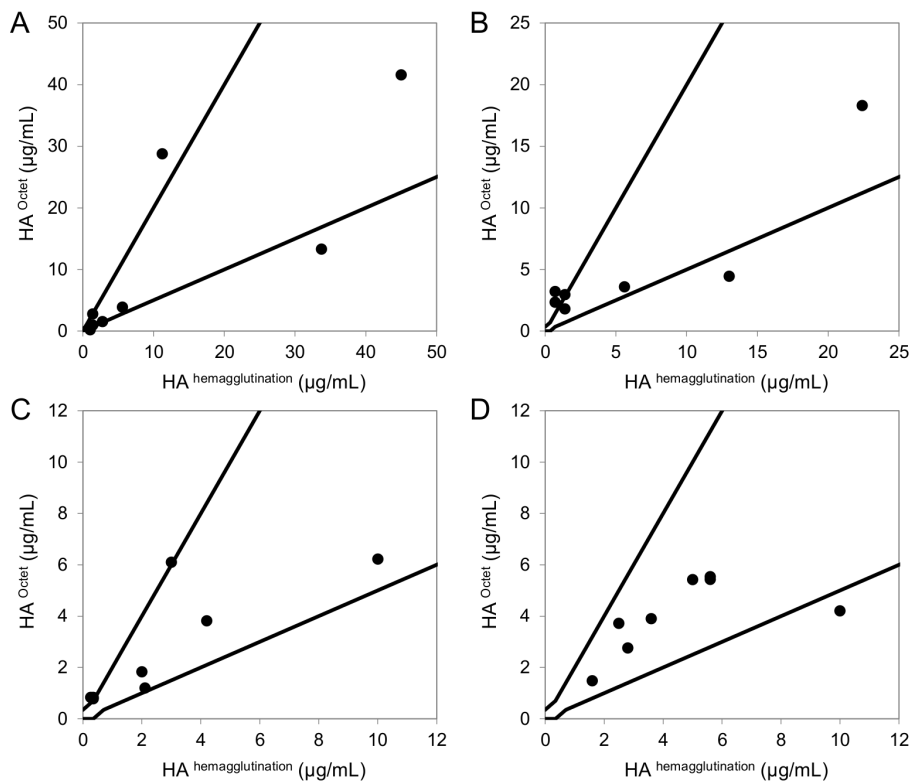 A
50
40
30
20
10
0
HA Octet (µg/mL)
0 10 20 30 40 50
HA hemagglutination (µg/mL)
B
25
20
15
10
5
0
HA Octet (µg/mL)
0 5 10 15 20 25
HA hemagglutination (µg/mL)
C
12
10
8
6
4
2
0
HA Octet (µg/mL)
0 2 4 6 8 10 12
HA hemagglutination (µg/mL)
D
12
10
8
6
4
2
0
HA Octet (µg/mL)
0 2 4 6 8 10 12
HA hemagglutination (µg/mL)